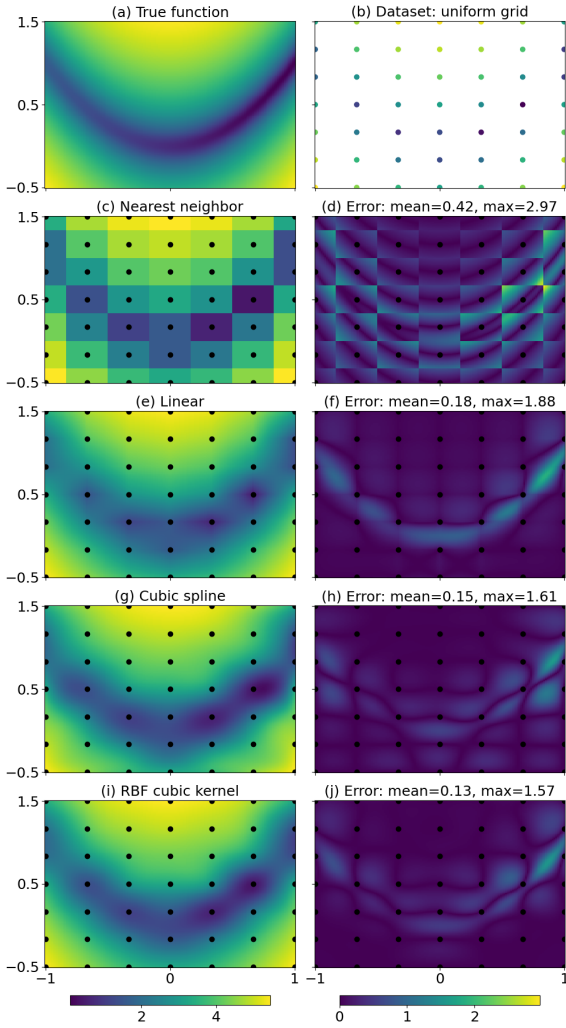 (a) True function
(b) Dataset: uniform grid
1.5
0.5
−0.5
(c) Nearest neighbor
(d) Error: mean=0.42, max=2.97
1.5
0.5
−0.5
(e) Linear
(f) Error: mean=0.18, max=1.88
1.5
0.5
−0.5
(g) Cubic spline
(h) Error: mean=0.15, max=1.61
1.5
0.5
−0.5
(i) RBF cubic kernel
(j) Error: mean=0.13, max=1.57
1.5
0.5
−0.5
−1 0 1 0 1
2 4 0 1 2